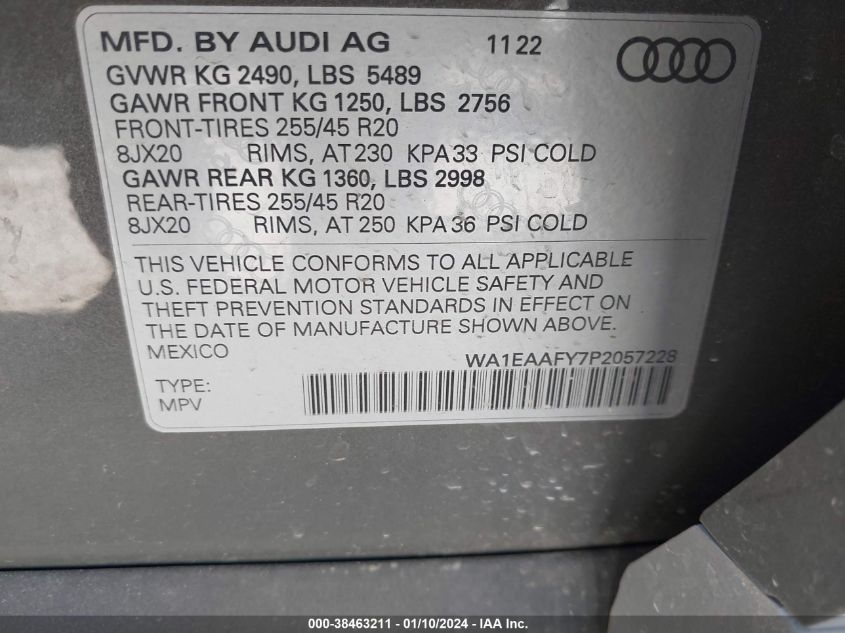 MFD. BY AUDI AG 11 22
GVWR KG 2490, LBS 5489
GAWR FRONT KG 1250, LBS 2756
FRONT-TIRES 255/45 R20
8JX20 RIMS, AT 230 KPA 33 PSI COLD
GAWR REAR KG 1360, LBS 2998
REAR-TIRES 255/45 R20
8JX20 RIMS, AT 250 KPA 36 PSI COLD
THIS VEHICLE CONFORMS TO ALL APPLICABLE
U.S. FEDERAL MOTOR VEHICLE SAFETY AND
THEFT PREVENTION STANDARDS IN EFFECT ON
THE DATE OF MANUFACTURE SHOWN ABOVE.
MEXICO WA1EAAFY7P2057228
TYPE:
MPV
000-38463211 - 01/10/2024 - IAA Holdings, LLC.